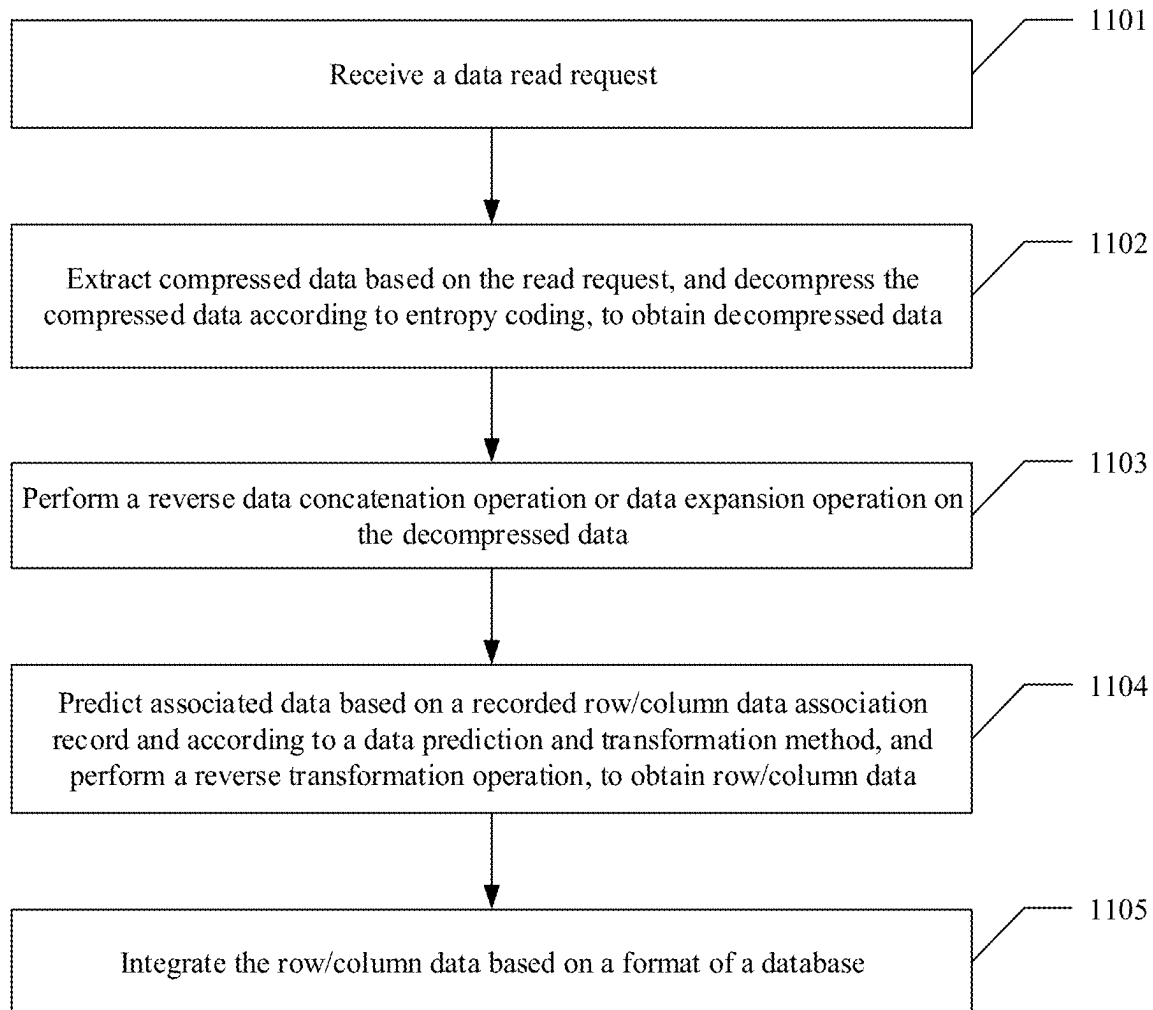 1101
Receive a data read request
1102
Extract compressed data based on the read request, and decompress the
compressed data according to entropy coding, to obtain decompressed data
1103
Perform a reverse data concatenation operation or data expansion operation on
the decompressed data
1104
Predict associated data based on a recorded row/column data association
record and according to a data prediction and transformation method, and
perform a reverse transformation operation, to obtain row/column data
1105
Integrate the row/column data based on a format of a database